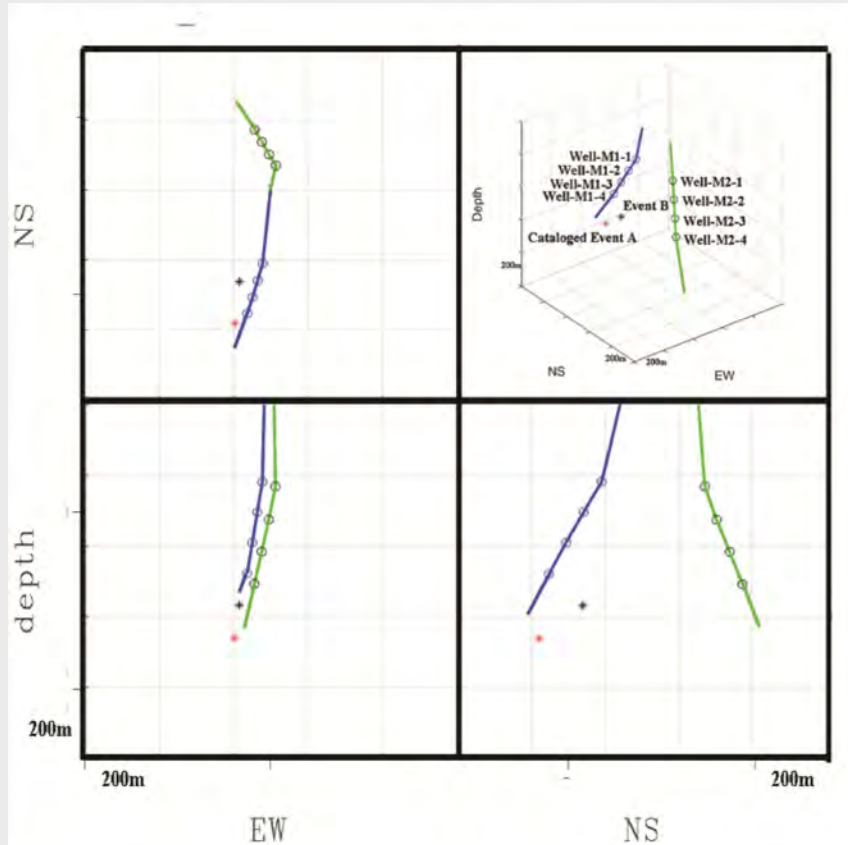 NS
Well-M1-1
Well-M1-2
Well-M1-3
Well-M1-4
Event B
Cataloged Event A
Well-M2-1
Well-M2-2
Well-M2-3
Well-M2-4
Depth
200m
NS
200m
200m
EW
depth
200m
200m
200m
EW
NS